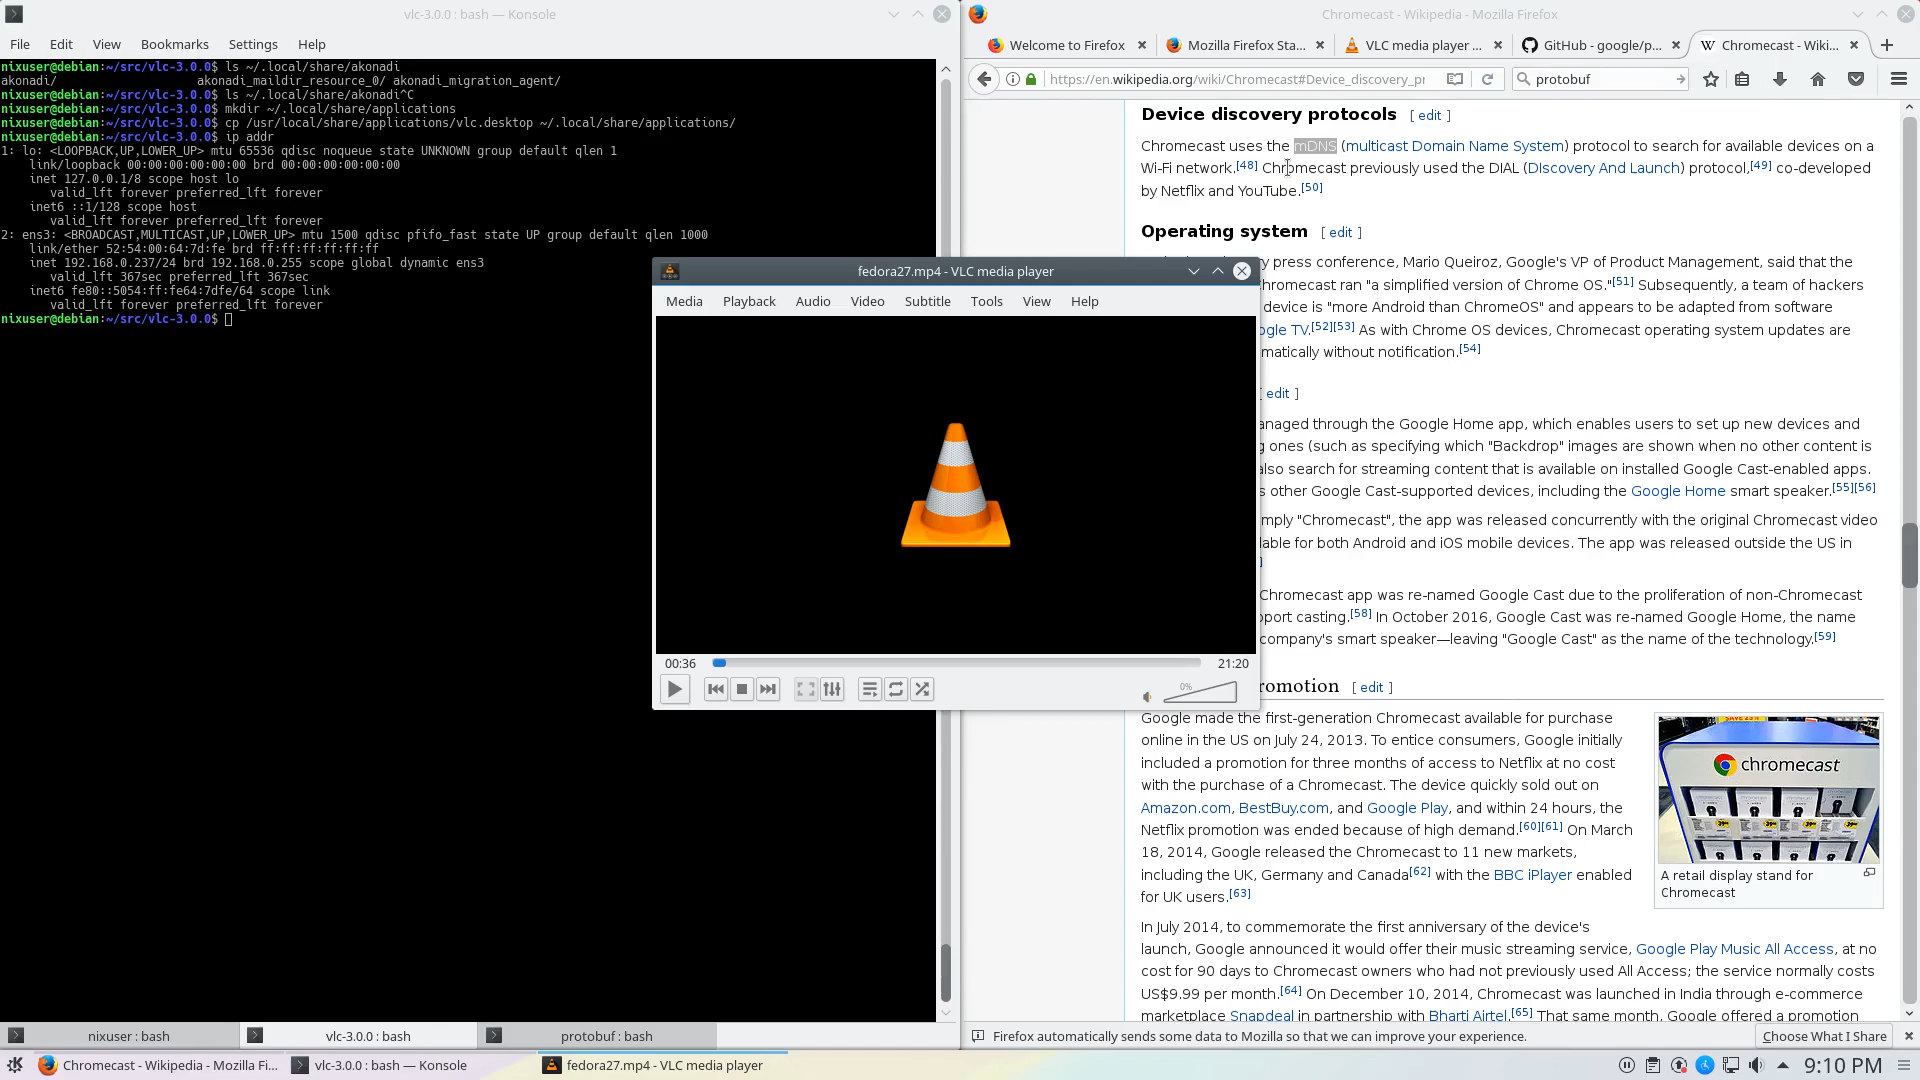 vlc-3.0.0 : bash — Konsole
File Edit View Bookmarks Settings Help
nixuser@debian:~/src/vlc-3.0.0$ ls ~/.local/share/akonadi
akonadi/ akonadi_maildir_resource_0/ akonadi_migration_agent/
nixuser@debian:~/src/vlc-3.0.0$ ls ~/.local/share/akonadi^C
nixuser@debian:~/src/vlc-3.0.0$ mkdir ~/.local/share/applications
nixuser@debian:~/src/vlc-3.0.0$ cp /usr/local/share/applications/vlc.desktop ~/.local/share/applications/
nixuser@debian:~/src/vlc-3.0.0$ ip addr
1: lo: <LOOPBACK,UP,LOWER_UP> mtu 65536 qdisc noqueue state UNKNOWN group default qlen 1
link/loopback 00:00:00:00:00:00 brd 00:00:00:00:00:00
inet 127.0.0.1/8 scope host lo
valid_lft forever preferred_lft forever
inet6 ::1/128 scope host
valid_lft forever preferred_lft forever
2: ens3: <BROADCAST,MULTICAST,UP,LOWER_UP> mtu 1500 qdisc pfifo_fast state UP group default qlen 1000
link/ether 52:54:00:64:7d:fe brd ff:ff:ff:ff:ff:ff
inet 192.168.0.237/24 brd 192.168.0.255 scope global dynamic ens3
valid_lft 367sec preferred_lft 367sec
inet6 fe80::5054:ff:fe64:7dfe/64 scope link
valid_lft forever preferred_lft forever
nixuser@debian:~/src/vlc-3.0.0$
nixuser : bash
vlc-3.0.0 : bash
protobuf : bash
fedora27.mp4 - VLC media player
Media Playback Audio Video Subtitle Tools View Help
00:36 21:20
0%
Chromecast - Wikipedia - Mozilla Firefox
Welcome to Firefox
Mozilla Firefox Sta...
VLC media player ...
GitHub - google/p...
Chromecast - Wiki...
https://en.wikipedia.org/wiki/Chromecast#Device_discovery_pr
protobuf
Device discovery protocols [ edit ]
Chromecast uses the mDNS (multicast Domain Name System) protocol to search for available devices on a
Wi-Fi network.[48] Chromecast previously used the DIAL (DIscovery And Launch) protocol,[49] co-developed
by Netflix and YouTube.[50]
Operating system [ edit ]
y press conference, Mario Queiroz, Google's VP of Product Management, said that the
hromecast ran "a simplified version of Chrome OS."[51] Subsequently, a team of hackers
device is "more Android than ChromeOS" and appears to be adapted from software
ogle TV.[52][53] As with Chrome OS devices, Chromecast operating system updates are
matically without notification.[54]
[ edit ]
anaged through the Google Home app, which enables users to set up new devices and
g ones (such as specifying which "Backdrop" images are shown when no other content is
also search for streaming content that is available on installed Google Cast-enabled apps.
s other Google Cast-supported devices, including the Google Home smart speaker.[55][56]
mply "Chromecast", the app was released concurrently with the original Chromecast video
lable for both Android and iOS mobile devices. The app was released outside the US in
]
Chromecast app was re-named Google Cast due to the proliferation of non-Chromecast
pport casting.[58] In October 2016, Google Cast was re-named Google Home, the name
company's smart speaker—leaving "Google Cast" as the name of the technology.[59]
romotion [ edit ]
Google made the first-generation Chromecast available for purchase
online in the US on July 24, 2013. To entice consumers, Google initially
included a promotion for three months of access to Netflix at no cost
with the purchase of a Chromecast. The device quickly sold out on
Amazon.com, BestBuy.com, and Google Play, and within 24 hours, the
Netflix promotion was ended because of high demand.[60][61] On March
18, 2014, Google released the Chromecast to 11 new markets,
including the UK, Germany and Canada[62] with the BBC iPlayer enabled
for UK users.[63]
chromecast
A retail display stand for
Chromecast
In July 2014, to commemorate the first anniversary of the device's
launch, Google announced it would offer their music streaming service, Google Play Music All Access, at no
cost for 90 days to Chromecast owners who had not previously used All Access; the service normally costs
US$9.99 per month.[64] On December 10, 2014, Chromecast was launched in India through e-commerce
marketplace Snapdeal in partnership with Bharti Airtel.[65] That same month, Google offered a promotion
Firefox automatically sends some data to Mozilla so that we can improve your experience.
Choose What I Share
Chromecast - Wikipedia - Mozilla Fi...
vlc-3.0.0 : bash — Konsole
fedora27.mp4 - VLC media player
9:10 PM